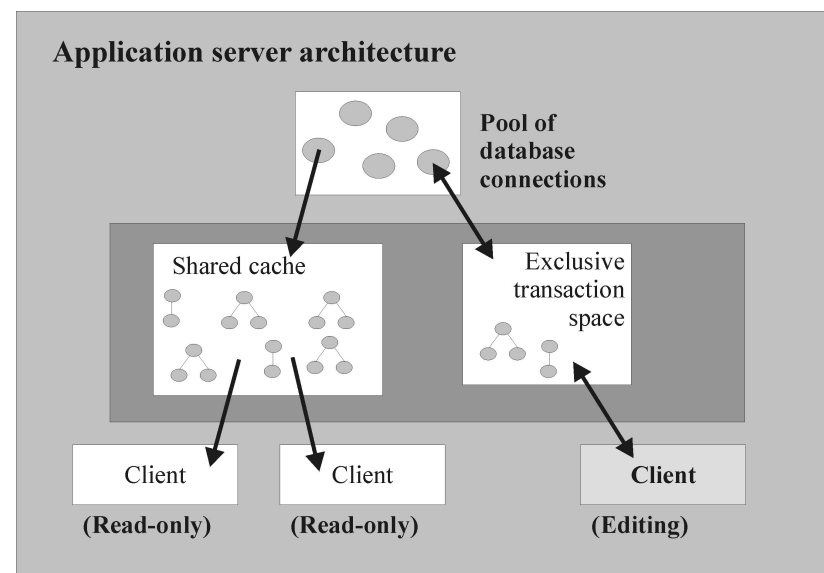 Application server architecture
Pool of
database
connections
Shared cache
Exclusive
transaction
space
Client
(Read-only)
Client
(Read-only)
Client
(Editing)